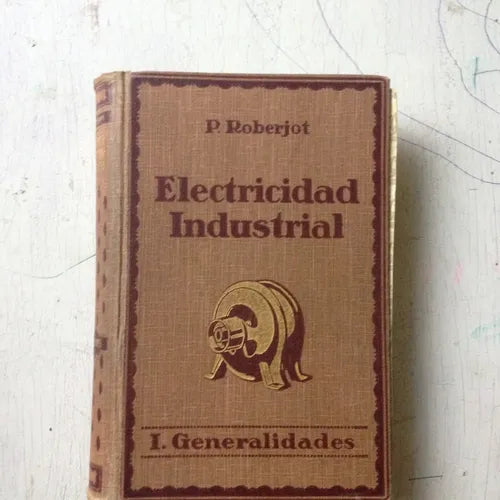 P. Roberjot
Electricidad
Industrial
I. Generalidades